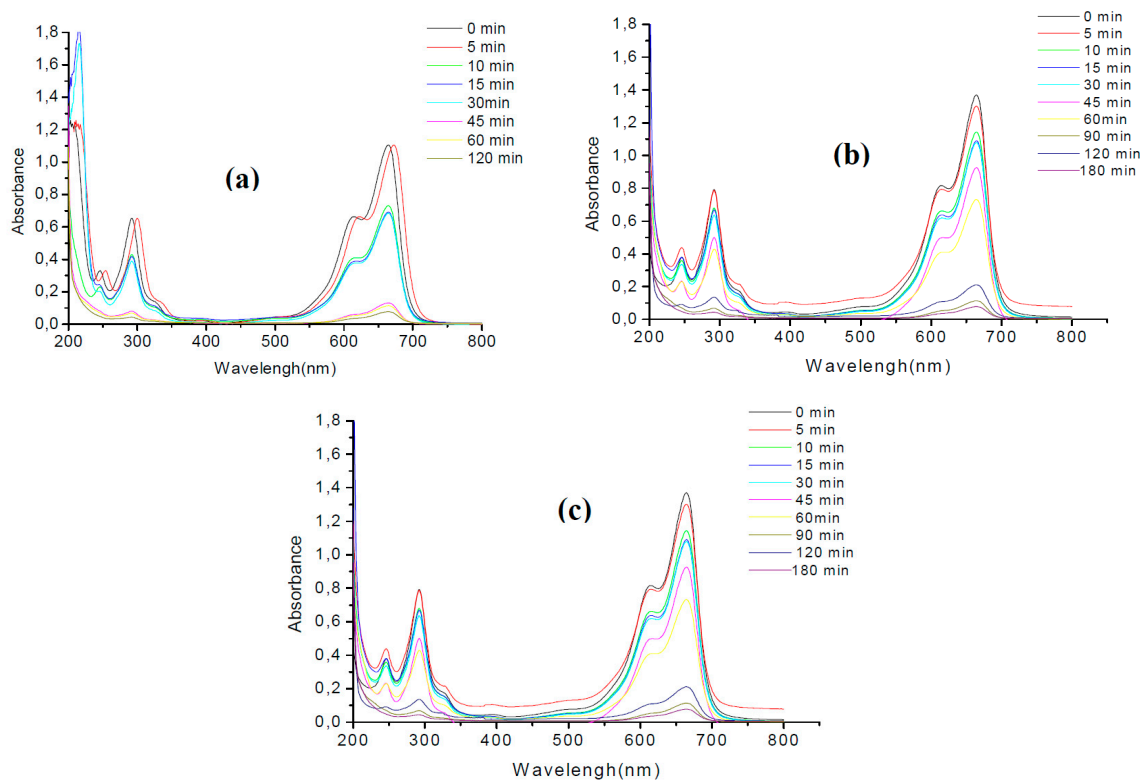 1,8
1,6
1,4
1,2
1,0
0,8
0,6
0,4
0,2
0,0
200 300 400 500 600 700 800
Absorbance
Wavelengh(nm)
(a)
0 min
5 min
10 min
15 min
30min
45 min
60 min
120 min
1,8
1,6
1,4
1,2
1,0
0,8
0,6
0,4
0,2
0,0
200 300 400 500 600 700 800
Absorbance
Wavelengh(nm)
(b)
0 min
5 min
10 min
15 min
30 min
45 min
60min
90 min
120 min
180 min
1,8
1,6
1,4
1,2
1,0
0,8
0,6
0,4
0,2
0,0
200 300 400 500 600 700 800
Absorbance
Wavelengh(nm)
(c)
0 min
5 min
10 min
15 min
30 min
45 min
60min
90 min
120 min
180 min